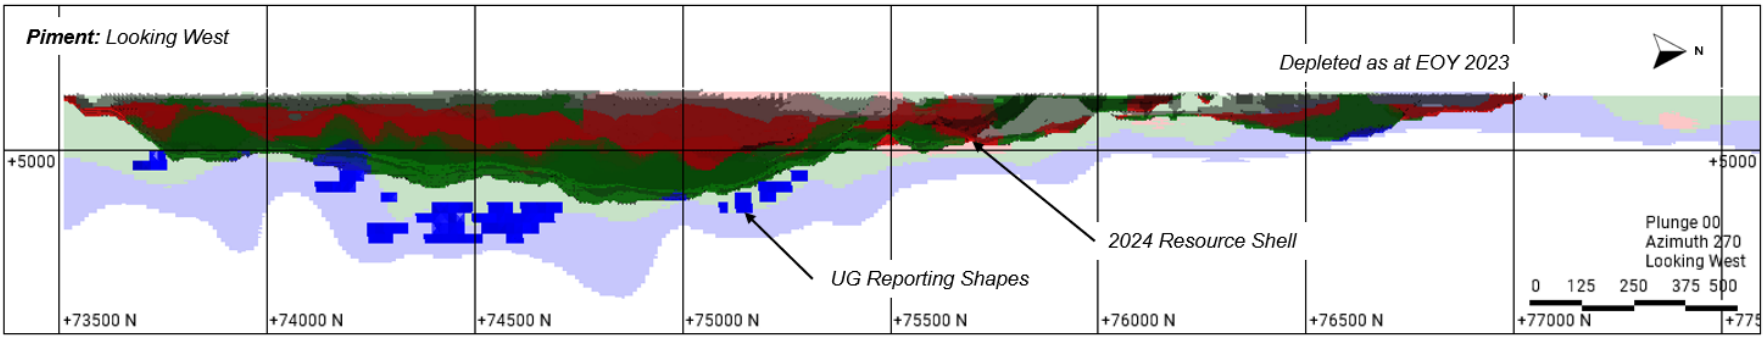 Piment: Looking West
Depleted as at EOY 2023
N
+5000
+5000
2024 Resource Shell
UG Reporting Shapes
Plunge 00
Azimuth 270
Looking West
0 125 250 375 500
+73500 N
+74000 N
+74500 N
+75000 N
+75500 N
+76000 N
+76500 N
+77000 N
+775